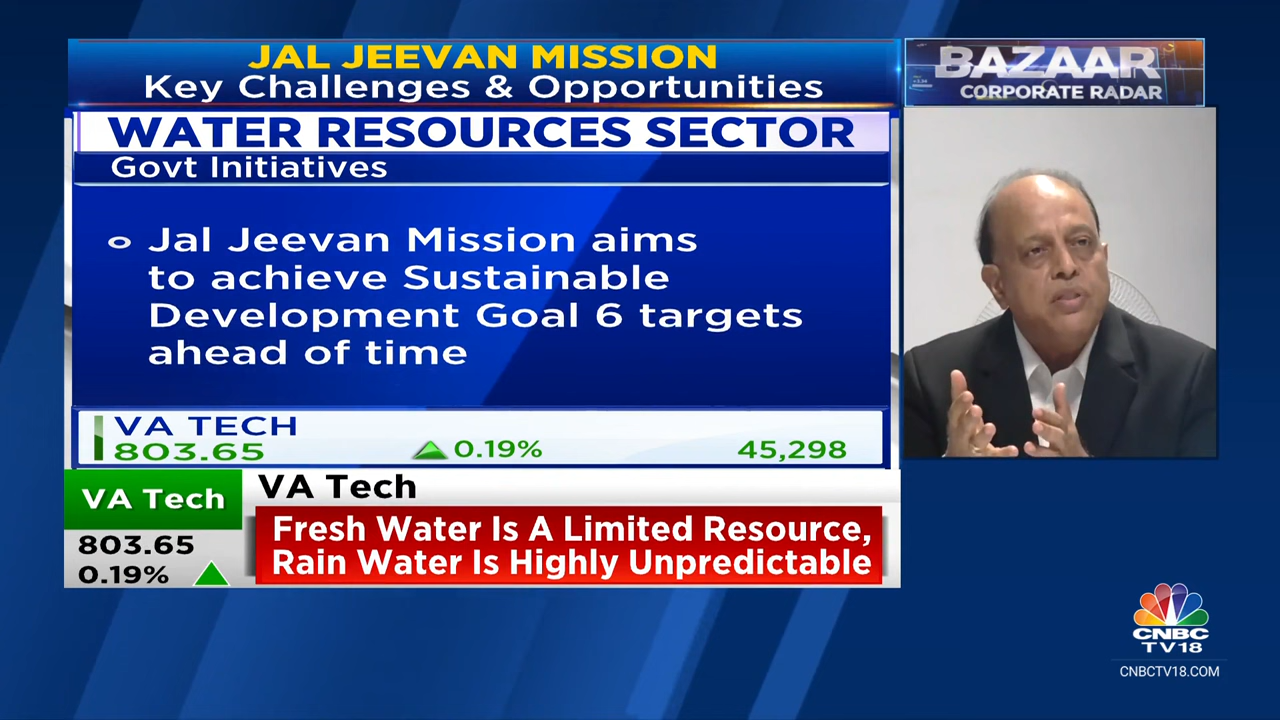 JAL JEEVAN MISSION
Key Challenges & Opportunities
BAZAAR
CORPORATE RADAR
WATER RESOURCES SECTOR
Govt Initiatives
Jal Jeevan Mission aims
to achieve Sustainable
Development Goal 6 targets
ahead of time
VA TECH
803.65 0.19% 45,298
VA Tech
803.65
0.19%
VA Tech
Fresh Water Is A Limited Resource,
Rain Water Is Highly Unpredictable
CNBC
TV18
CNBCTV18.COM